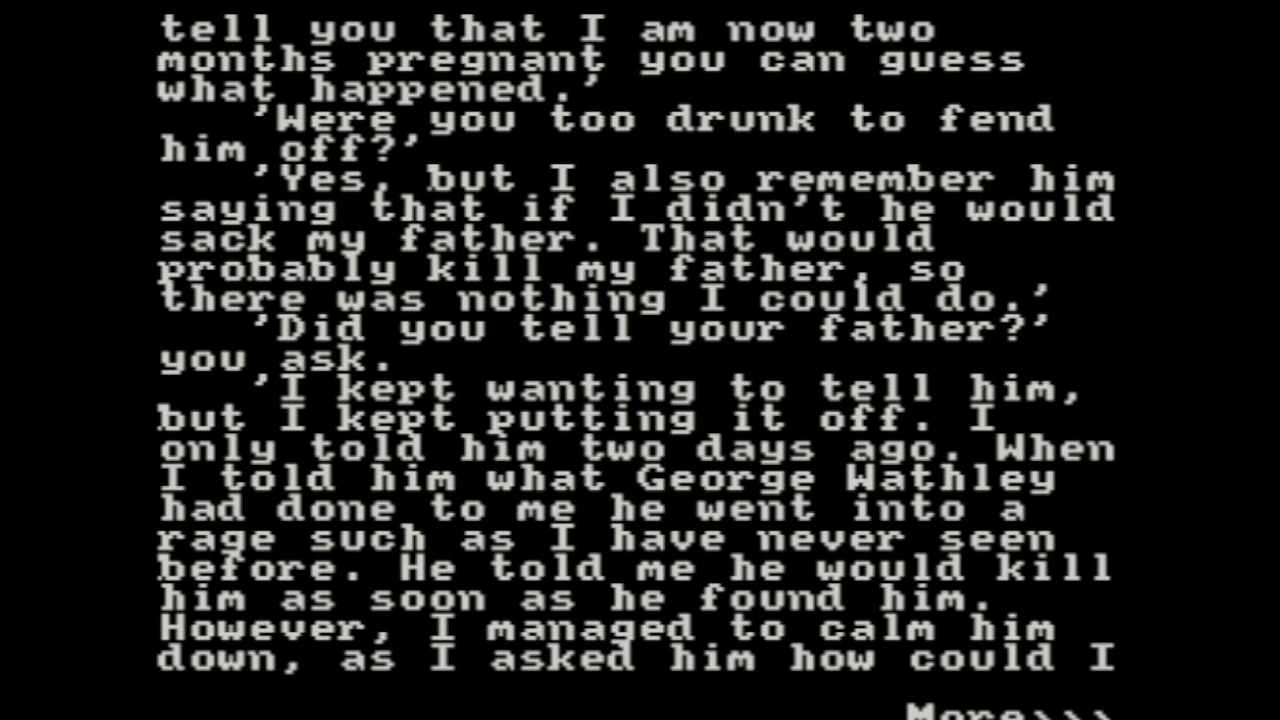 tell you that I am now two
months pregnant you can guess
what happened.'
'Were you too drunk to fend
him off?'
'Yes, but I also remember him
saying that if I didn't he would
sack my father. That would
probably kill my father, so
there was nothing I could do.'
'Did you tell your father?'
you ask.
'I kept wanting to tell him,
but I kept putting it off. I
only told him two days ago. When
I told him what George Wathley
had done to me he went into a
rage such as I have never seen
before. He told me he would kill
him as soon as he found him.
However, I managed to calm him
down, as I asked him how could I
More>>>